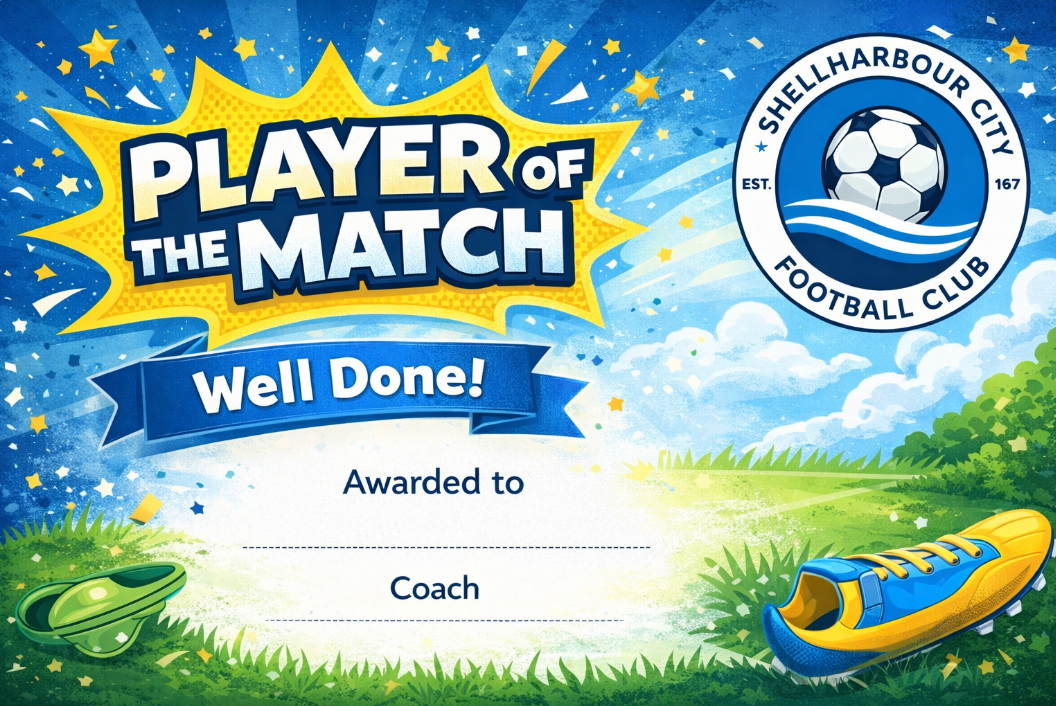 PLAYER OF
THE MATCH
Well Done!
Awarded to
Coach
SHELLHARBOUR CITY
EST. 167
FOOTBALL CLUB